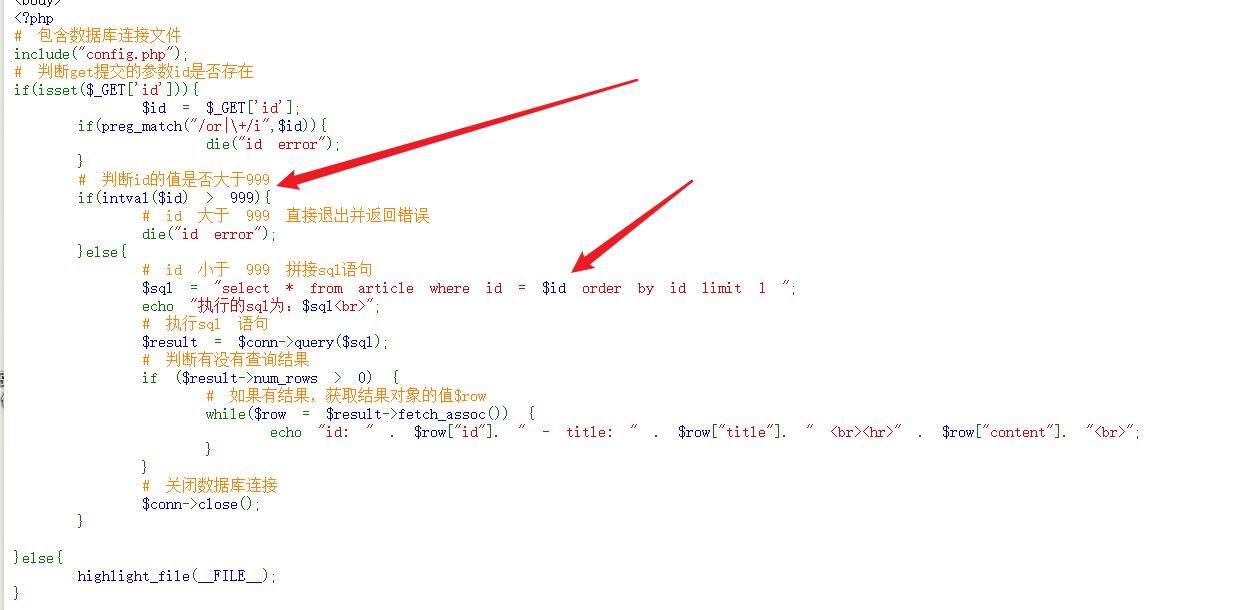 <body>
<?php
# 包含数据库连接文件
include("config.php");
# 判断get提交的参数id是否存在
if(isset($_GET['id'])){
$id = $_GET['id'];
if(preg_match("/or|\+/i",$id)){
die("id error");
}
# 判断id的值是否大于999
if(intval($id) > 999){
# id 大于 999 直接退出并返回错误
die("id error");
}else{
# id 小于 999 拼接sql语句
$sql = "select * from article where id = $id order by id limit 1 ";
echo "执行的sql为：$sql<br>";
# 执行sql 语句
$result = $conn->query($sql);
# 判断有没有查询结果
if ($result->num_rows > 0) {
# 如果有结果，获取结果对象的值$row
while($row = $result->fetch_assoc()) {
echo "id: " . $row["id"]. " - title: " . $row["title"]. " <br><hr>" . $row["content"]. "<br>";
}
}
# 关闭数据库连接
$conn->close();
}
}else{
highlight_file(__FILE__);
}